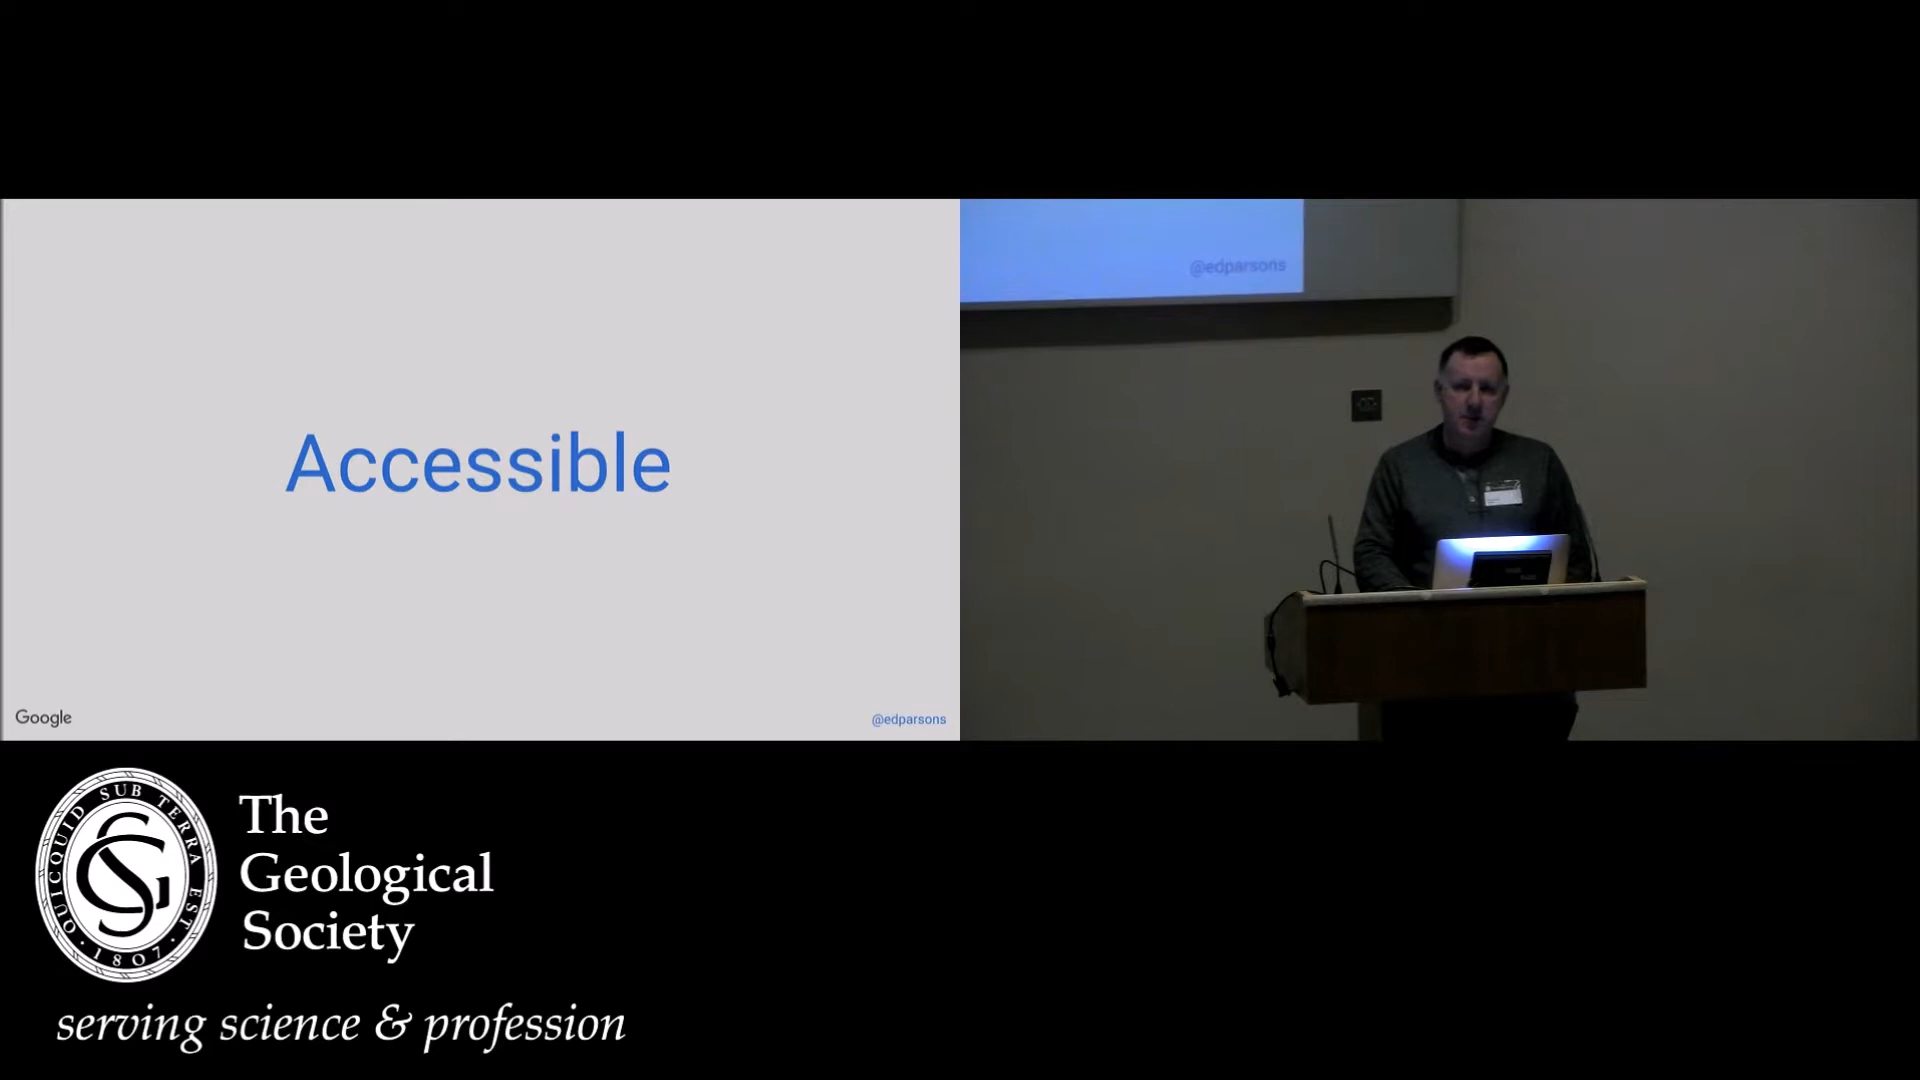 Accessible
Google
@edparsons
@edparsons
QUICQUID SUB TERRA EST
· 1807 ·
The
Geological
Society
serving science & profession